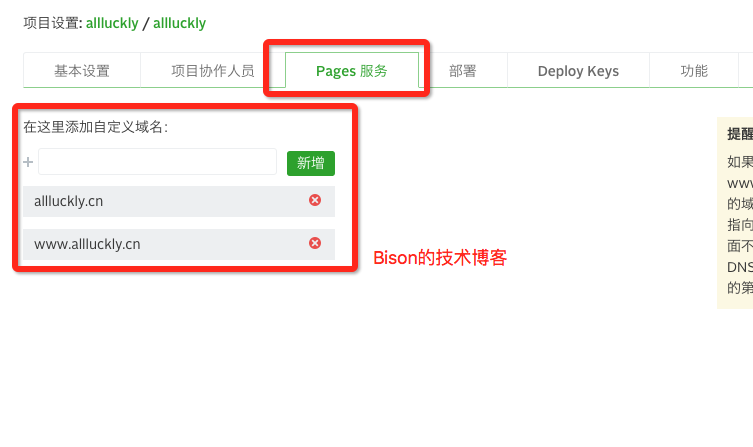 项目设置: allluckly / allluckly
基本设置 项目协作人员 Pages 服务 部署 Deploy Keys 功能
在这里添加自定义域名:
+ 新增
allluckly.cn
www.allluckly.cn
Bison的技术博客
提醒
如果
www
的域
指向
面不
DNS
的第